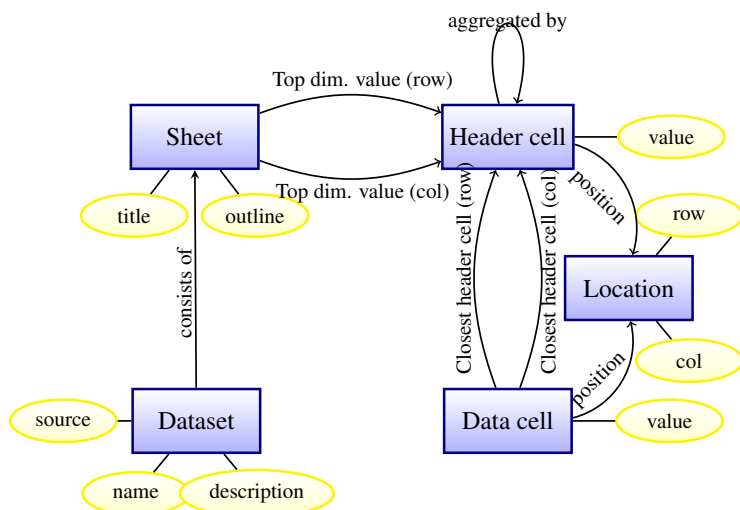 aggregated by
Top dim. value (row)
Sheet
Header cell
value
Top dim. value (col)
position
title
outline
row
Closest header cell (row)
Closest header cell (col)
consists of
Location
position
col
source
Dataset
Data cell
value
name
description